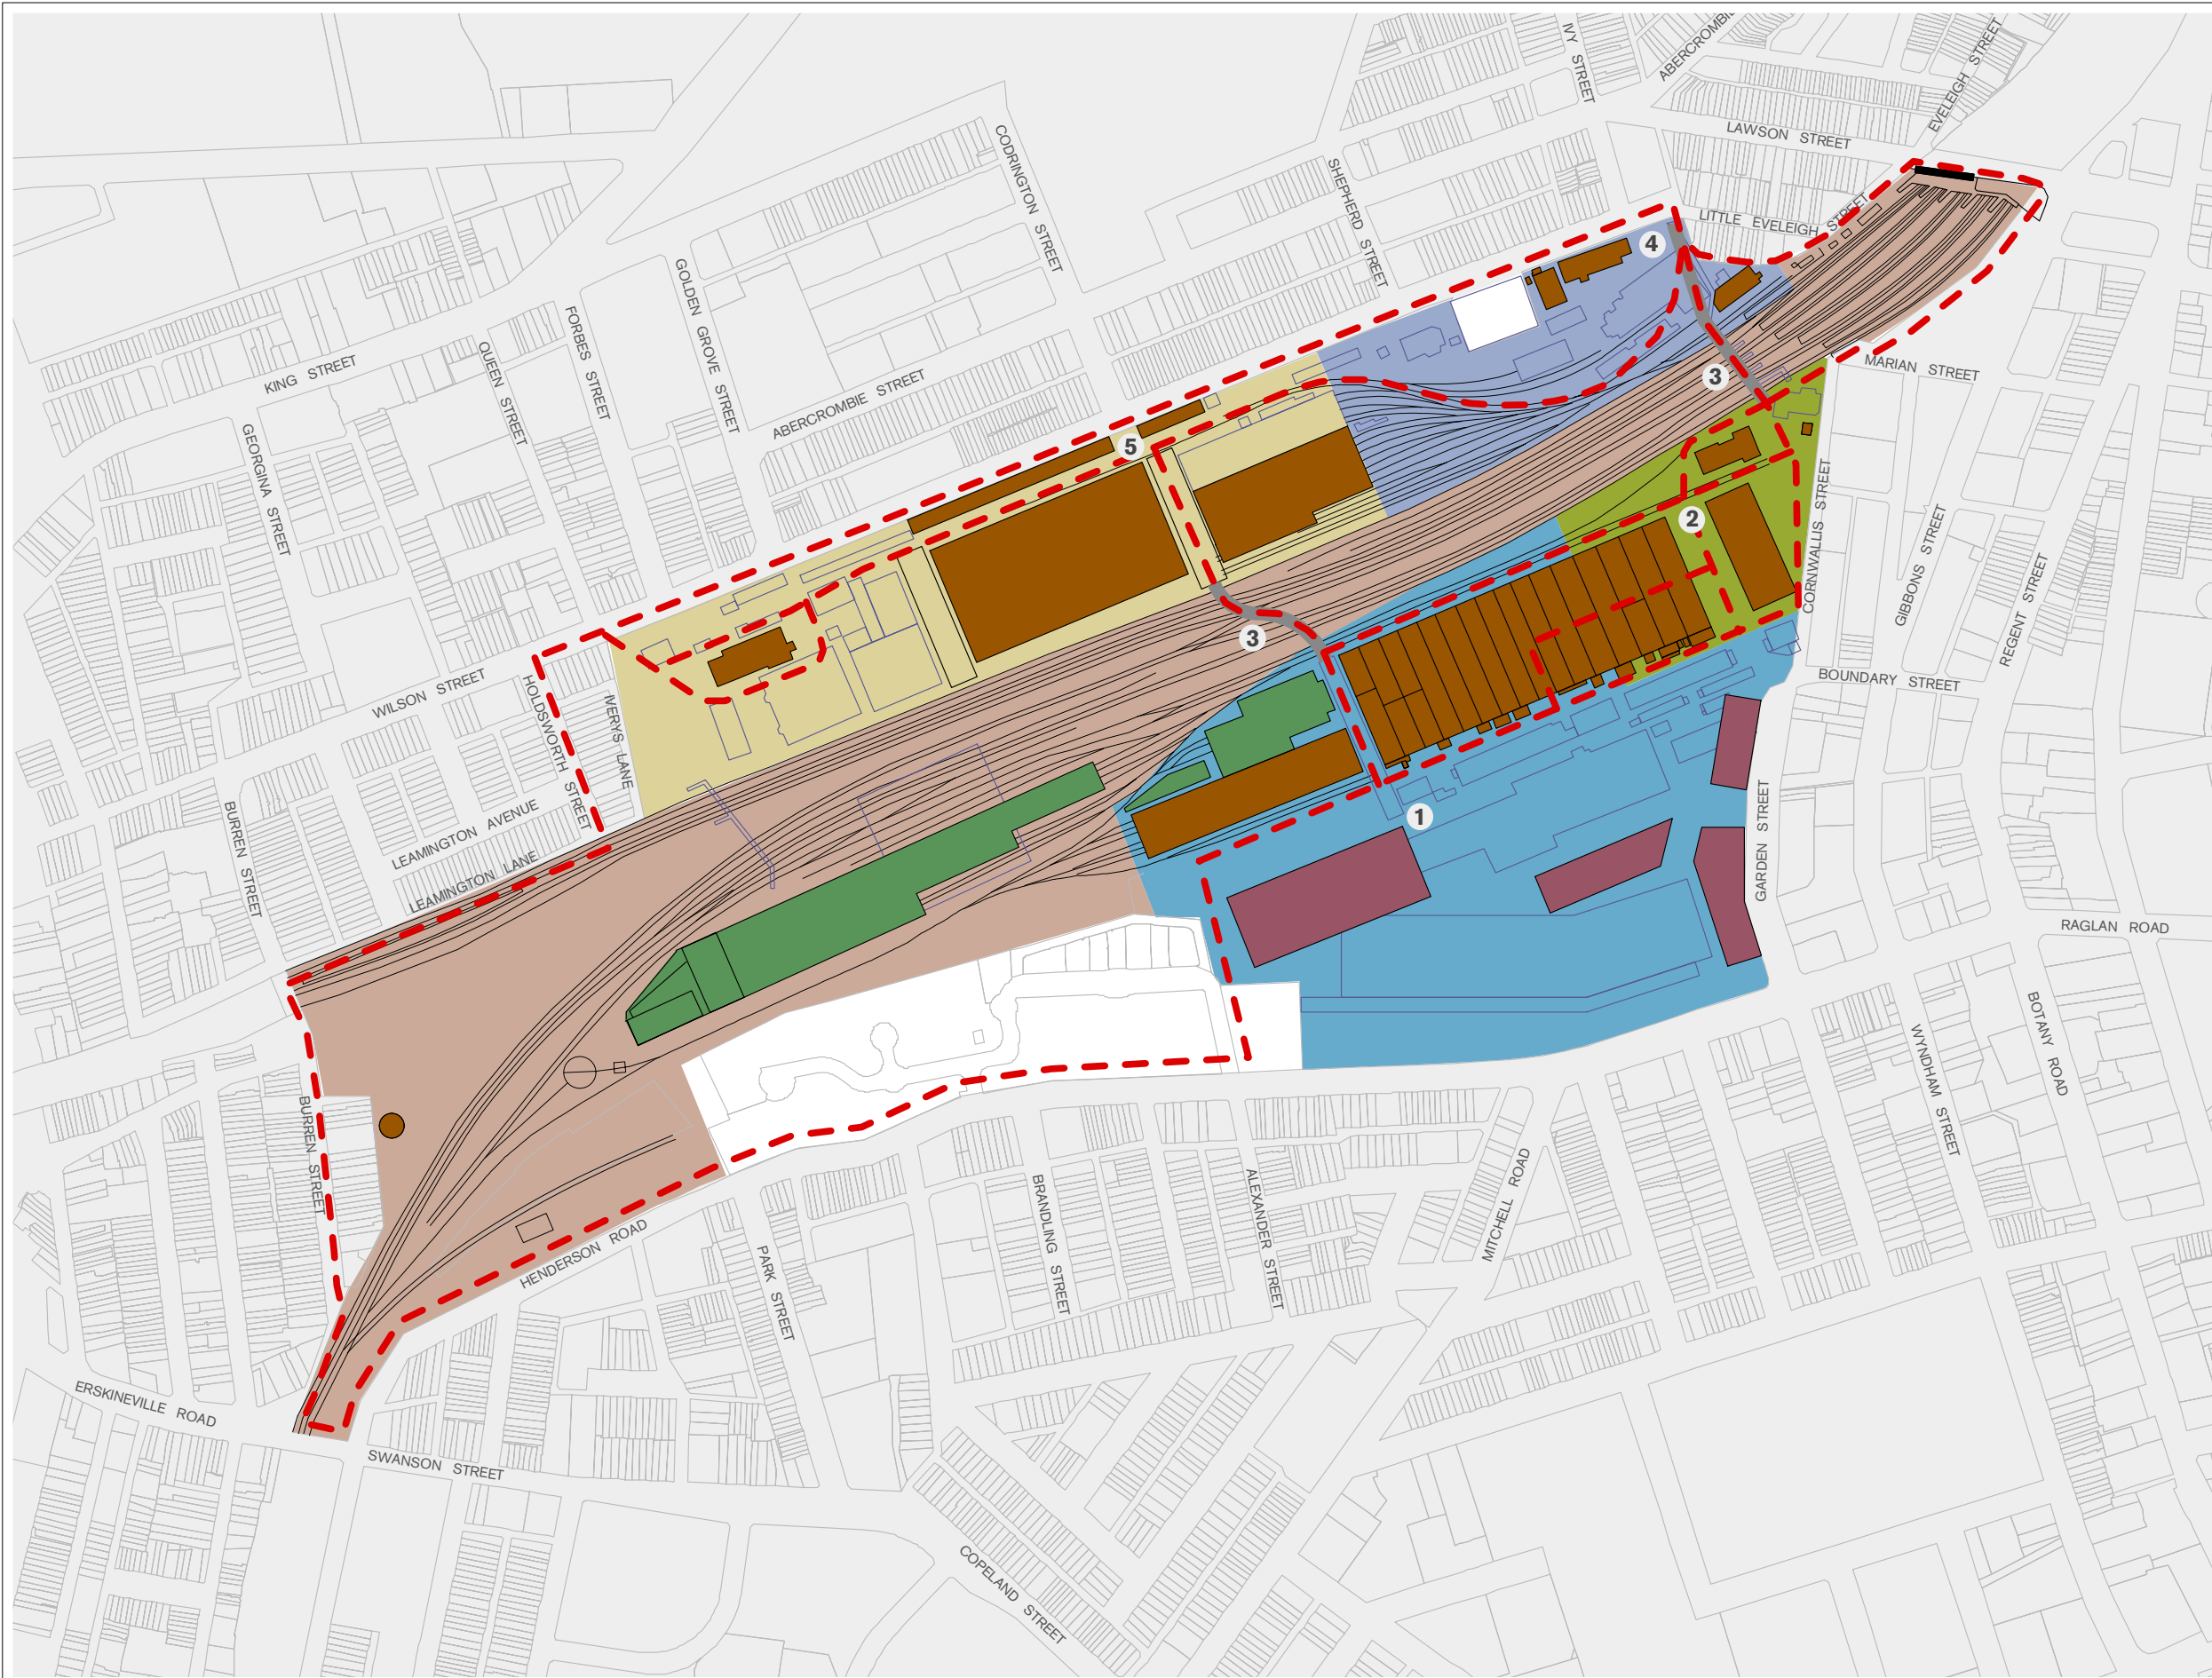 IVY STREET
ABERCROMBIE
EVELEIGH STREET
LAWSON STREET
CODRINGTON STREET
SHEPHERD STREET
LITTLE EVELEIGH STREET
4
GOLDEN GROVE STREET
FORBES STREET
QUEEN STREET
KING STREET
ABERCROMBIE STREET
MARIAN STREET
3
GEORGINA STREET
5
2
CORNWALLIS STREET
GIBBONS STREET
REGENT STREET
3
WILSON STREET
HOLDSWORTH STREET
IVERYS LANE
BOUNDARY STREET
1
BURREN STREET
LEAMINGTON AVENUE
LEAMINGTON LANE
GARDEN STREET
RAGLAN ROAD
BOTANY ROAD
WYNDHAM STREET
BURREN STREET
HENDERSON ROAD
PARK STREET
BRANDLING STREET
ALEXANDER STREET
MITCHELL ROAD
ERSKINEVILLE ROAD
SWANSON STREET
COPELAND STREET